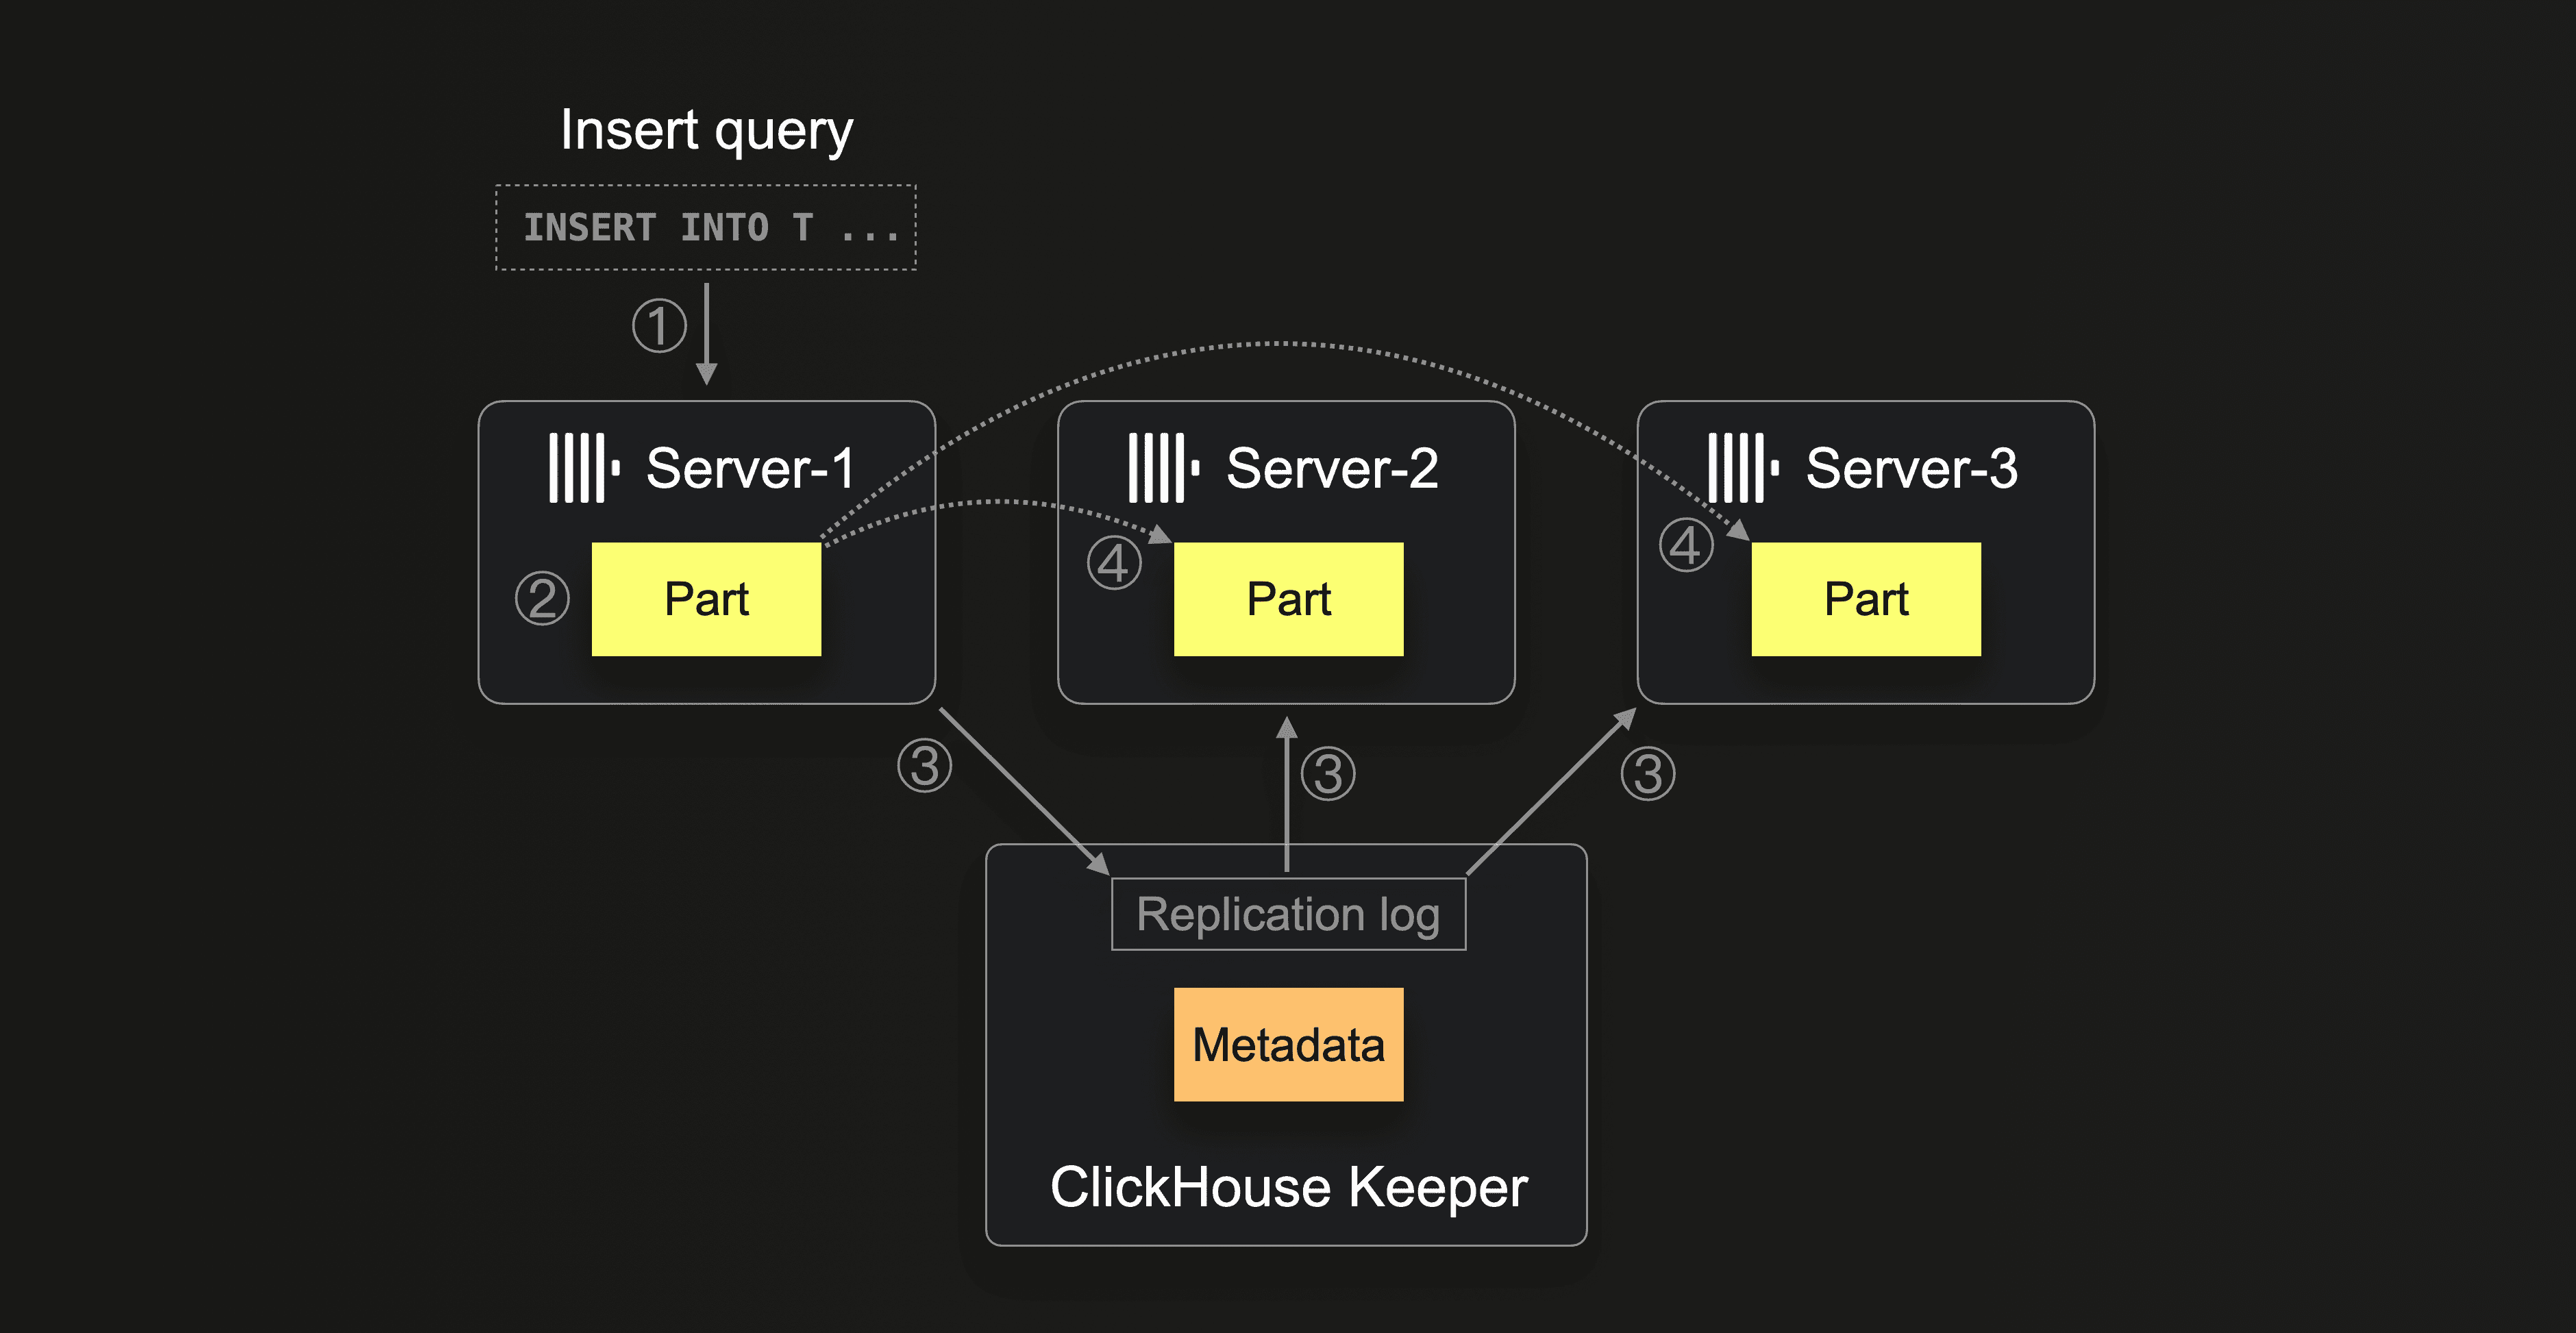 Insert query
INSERT INTO T ...
①
Server-1
Server-2
Server-3
②
Part
④
Part
④
Part
③
③
③
Replication log
Metadata
ClickHouse Keeper